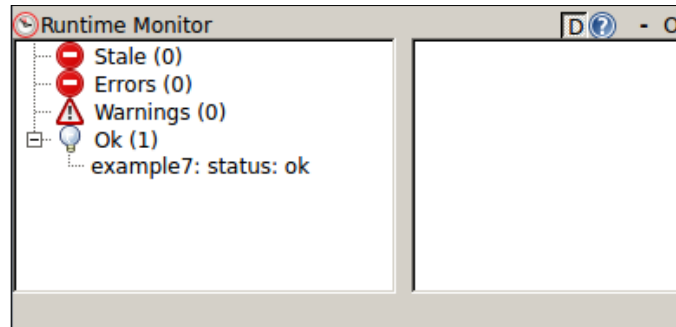 Runtime Monitor D ? - O
Stale (0)
Errors (0)
Warnings (0)
Ok (1)
example7: status: ok